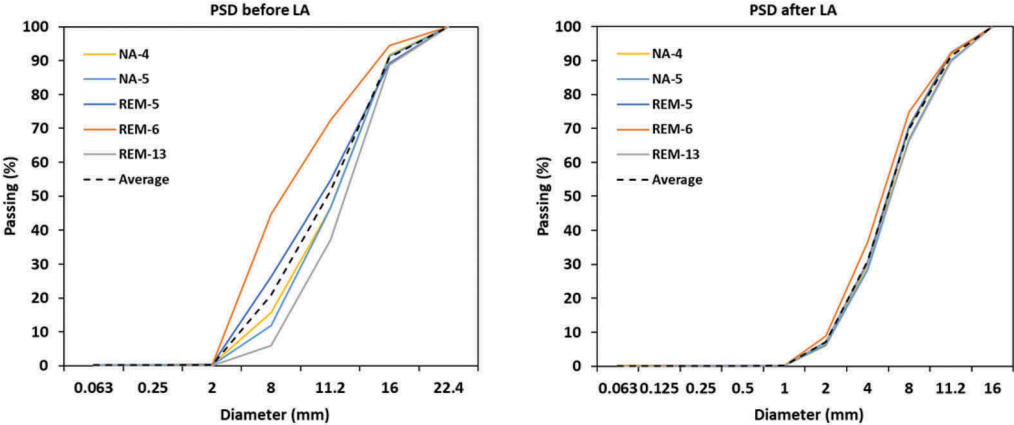 PSD before LA
100
90
80
70
60
50
40
30
20
10
0
Passing (%)
NA-4
NA-5
REM-5
REM-6
REM-13
Average
0.063 0.25 2 8 11.2 16 22.4
Diameter (mm)
PSD after LA
100
90
80
70
60
50
40
30
20
10
0
Passing (%)
NA-4
NA-5
REM-5
REM-6
REM-13
Average
0.063 0.125 0.25 0.5 1 2 4 8 11.2 16
Diameter (mm)